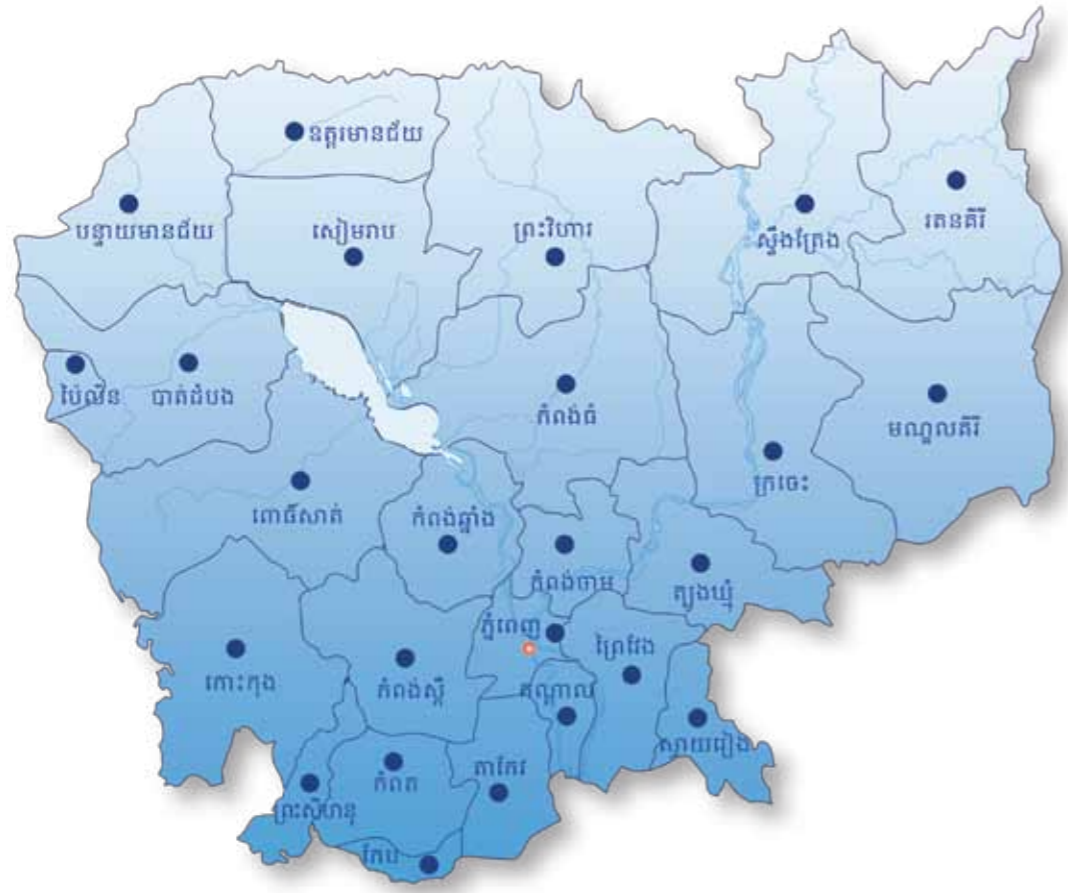 ឧត្តរមានជ័យ
បន្ទាយមានជ័យ
សៀមរាប
ព្រះវិហារ
ស្ទឹងត្រែង
រតនគិរី
ប៉ៃលិន
បាត់ដំបង
កំពង់ធំ
មណ្ឌលគិរី
ក្រចេះ
ពោធិ៍សាត់
កំពង់ឆ្នាំង
កំពង់ចាម
ត្បូងឃ្មុំ
ភ្នំពេញ
ព្រៃវែង
កោះកុង
កំពង់ស្ពឺ
កណ្តាល
ស្វាយរៀង
កំពត
តាកែវ
ព្រះសីហនុ
កែប